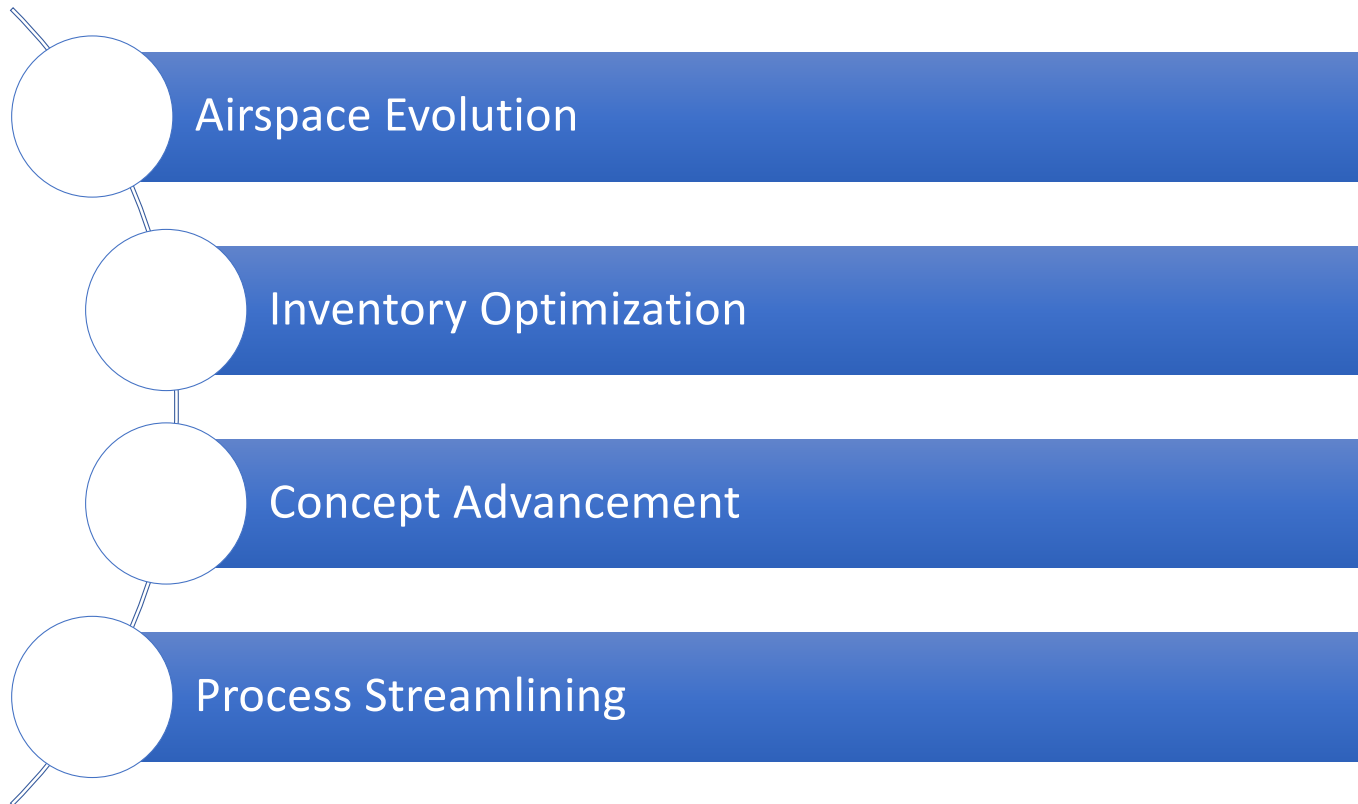 Airspace Evolution
Inventory Optimization
Concept Advancement
Process Streamlining